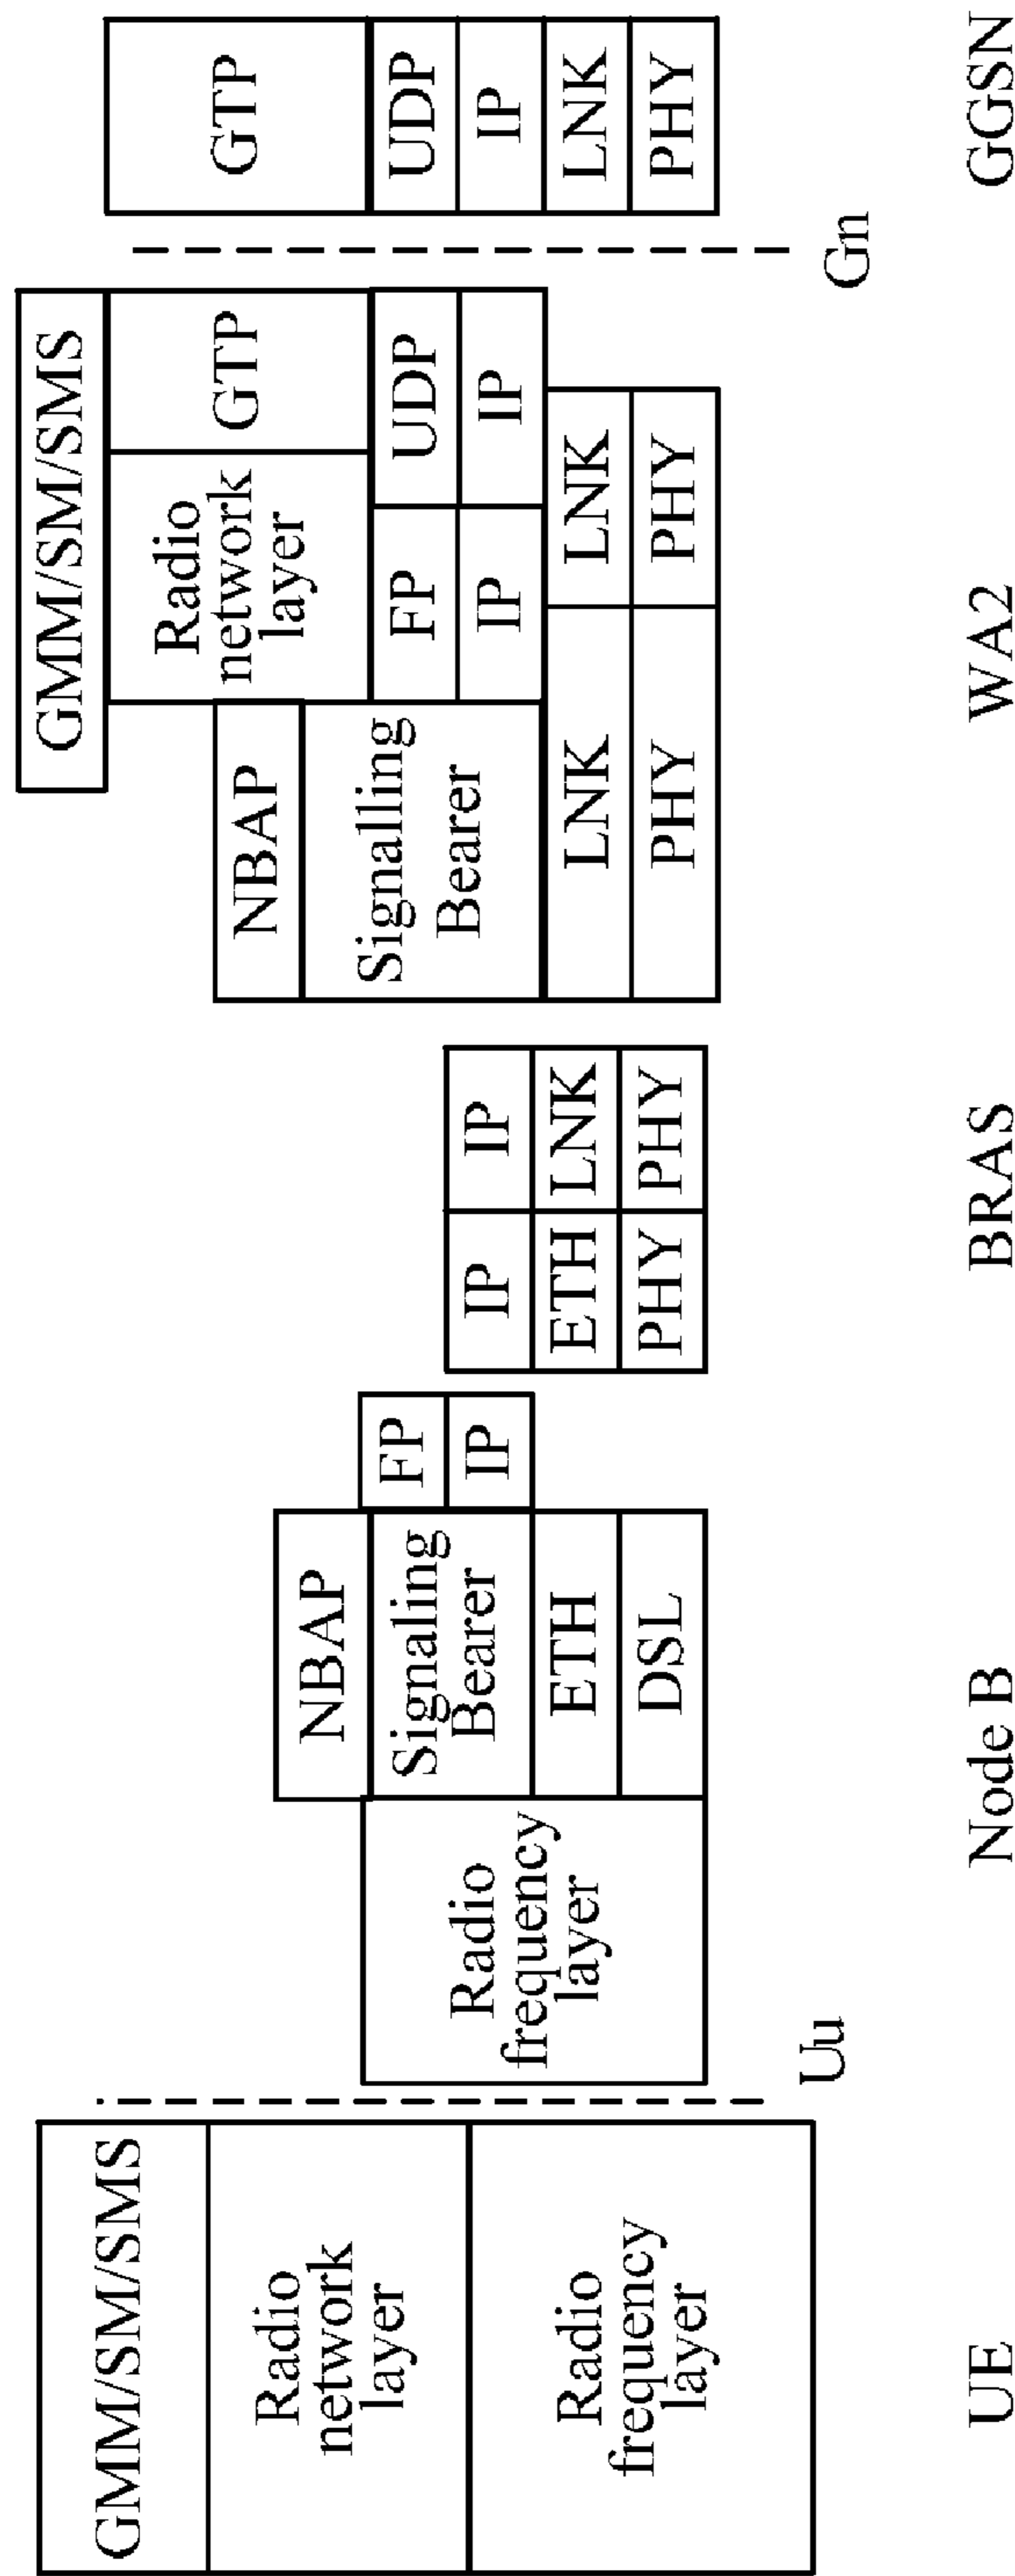 GMM/SM/SMS
Radio
network
layer
Radio
frequency
layer
UE
Uu
Radio
frequency
layer
NBAP
Signaling
Bearer
ETH
DSL
FP
IP
Node B
IP
IP
ETH
LNK
PHY
PHY
BRAS
GMM/SM/SMS
NBAP
Signalling
Bearer
Radio
network
layer
GTP
FP
UDP
IP
IP
LNK
LNK
PHY
PHY
WA2
Gn
GTP
UDP
IP
LNK
PHY
GGSN